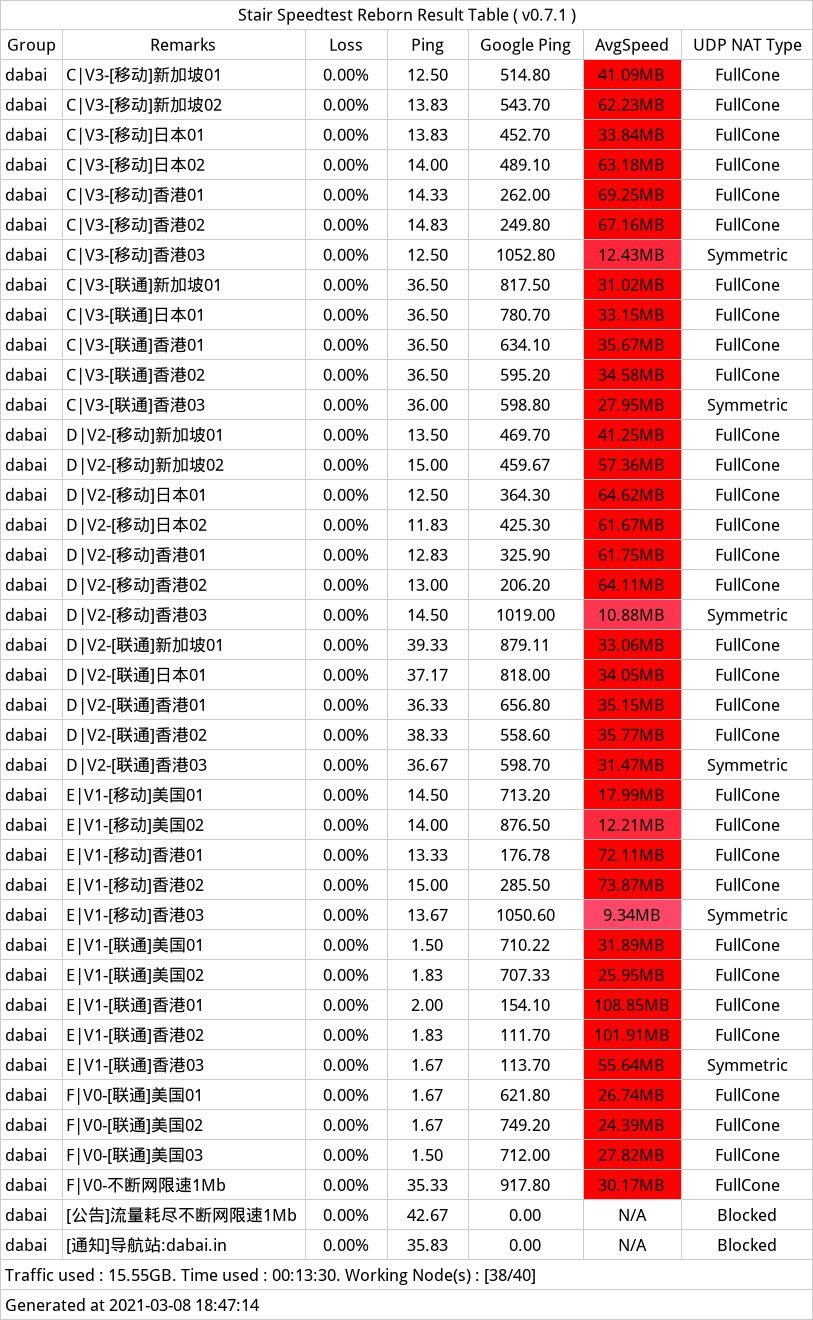 Stair Speedtest Reborn Result Table ( v0.7.1 )
Group Remarks Loss Ping Google Ping AvgSpeed UDP NAT Type
dabai C|V3-[移动]新加坡01 0.00% 12.50 514.80 41.09MB FullCone
dabai C|V3-[移动]新加坡02 0.00% 13.83 543.70 62.23MB FullCone
dabai C|V3-[移动]日本01 0.00% 13.83 452.70 33.84MB FullCone
dabai C|V3-[移动]日本02 0.00% 14.00 489.10 63.18MB FullCone
dabai C|V3-[移动]香港01 0.00% 14.33 262.00 69.25MB FullCone
dabai C|V3-[移动]香港02 0.00% 14.83 249.80 67.16MB FullCone
dabai C|V3-[移动]香港03 0.00% 12.50 1052.80 12.43MB Symmetric
dabai C|V3-[联通]新加坡01 0.00% 36.50 817.50 31.02MB FullCone
dabai C|V3-[联通]日本01 0.00% 36.50 780.70 33.15MB FullCone
dabai C|V3-[联通]香港01 0.00% 36.50 634.10 35.67MB FullCone
dabai C|V3-[联通]香港02 0.00% 36.50 595.20 34.58MB FullCone
dabai C|V3-[联通]香港03 0.00% 36.00 598.80 27.95MB Symmetric
dabai D|V2-[移动]新加坡01 0.00% 13.50 469.70 41.25MB FullCone
dabai D|V2-[移动]新加坡02 0.00% 15.00 459.67 57.36MB FullCone
dabai D|V2-[移动]日本01 0.00% 12.50 364.30 64.62MB FullCone
dabai D|V2-[移动]日本02 0.00% 11.83 425.30 61.67MB FullCone
dabai D|V2-[移动]香港01 0.00% 12.83 325.90 61.75MB FullCone
dabai D|V2-[移动]香港02 0.00% 13.00 206.20 64.11MB FullCone
dabai D|V2-[移动]香港03 0.00% 14.50 1019.00 10.88MB Symmetric
dabai D|V2-[联通]新加坡01 0.00% 39.33 879.11 33.06MB FullCone
dabai D|V2-[联通]日本01 0.00% 37.17 818.00 34.05MB FullCone
dabai D|V2-[联通]香港01 0.00% 36.33 656.80 35.15MB FullCone
dabai D|V2-[联通]香港02 0.00% 38.33 558.60 35.77MB FullCone
dabai D|V2-[联通]香港03 0.00% 36.67 598.70 31.47MB Symmetric
dabai E|V1-[移动]美国01 0.00% 14.50 713.20 17.99MB FullCone
dabai E|V1-[移动]美国02 0.00% 14.00 876.50 12.21MB FullCone
dabai E|V1-[移动]香港01 0.00% 13.33 176.78 72.11MB FullCone
dabai E|V1-[移动]香港02 0.00% 15.00 285.50 73.87MB FullCone
dabai E|V1-[移动]香港03 0.00% 13.67 1050.60 9.34MB Symmetric
dabai E|V1-[联通]美国01 0.00% 1.50 710.22 31.89MB FullCone
dabai E|V1-[联通]美国02 0.00% 1.83 707.33 25.95MB FullCone
dabai E|V1-[联通]香港01 0.00% 2.00 154.10 108.85MB FullCone
dabai E|V1-[联通]香港02 0.00% 1.83 111.70 101.91MB FullCone
dabai E|V1-[联通]香港03 0.00% 1.67 113.70 55.64MB Symmetric
dabai F|V0-[联通]美国01 0.00% 1.67 621.80 26.74MB FullCone
dabai F|V0-[联通]美国02 0.00% 1.67 749.20 24.39MB FullCone
dabai F|V0-[联通]美国03 0.00% 1.50 712.00 27.82MB FullCone
dabai F|V0-不断网限速1Mb 0.00% 35.33 917.80 30.17MB FullCone
dabai [公告]流量耗尽不断网限速1Mb 0.00% 42.67 0.00 N/A Blocked
dabai [通知]导航站:dabai.in 0.00% 35.83 0.00 N/A Blocked
Traffic used : 15.55GB. Time used : 00:13:30. Working Node(s) : [38/40]
Generated at 2021-03-08 18:47:14